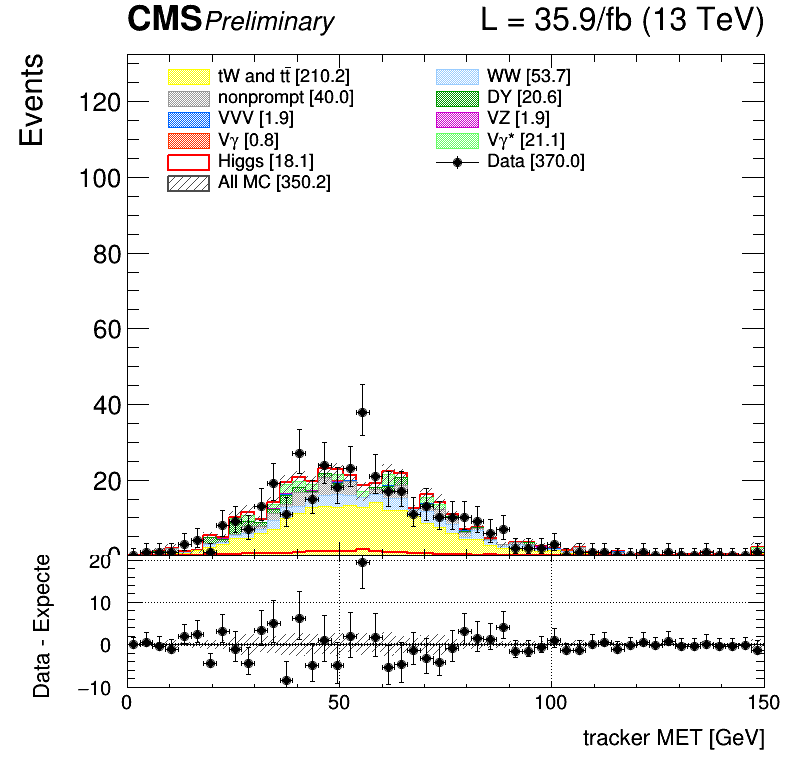 CMS Preliminary L = 35.9/fb (13 TeV)
Events
tW and tt̄ [210.2] WW [53.7]
nonprompt [40.0] DY [20.6]
VVV [1.9] VZ [1.9]
Vγ [0.8] Vγ* [21.1]
Higgs [18.1] Data [370.0]
All MC [350.2]
120
100
80
60
40
20
0
Data - Expecte
20
10
0
−10
0 50 100 150
tracker MET [GeV]